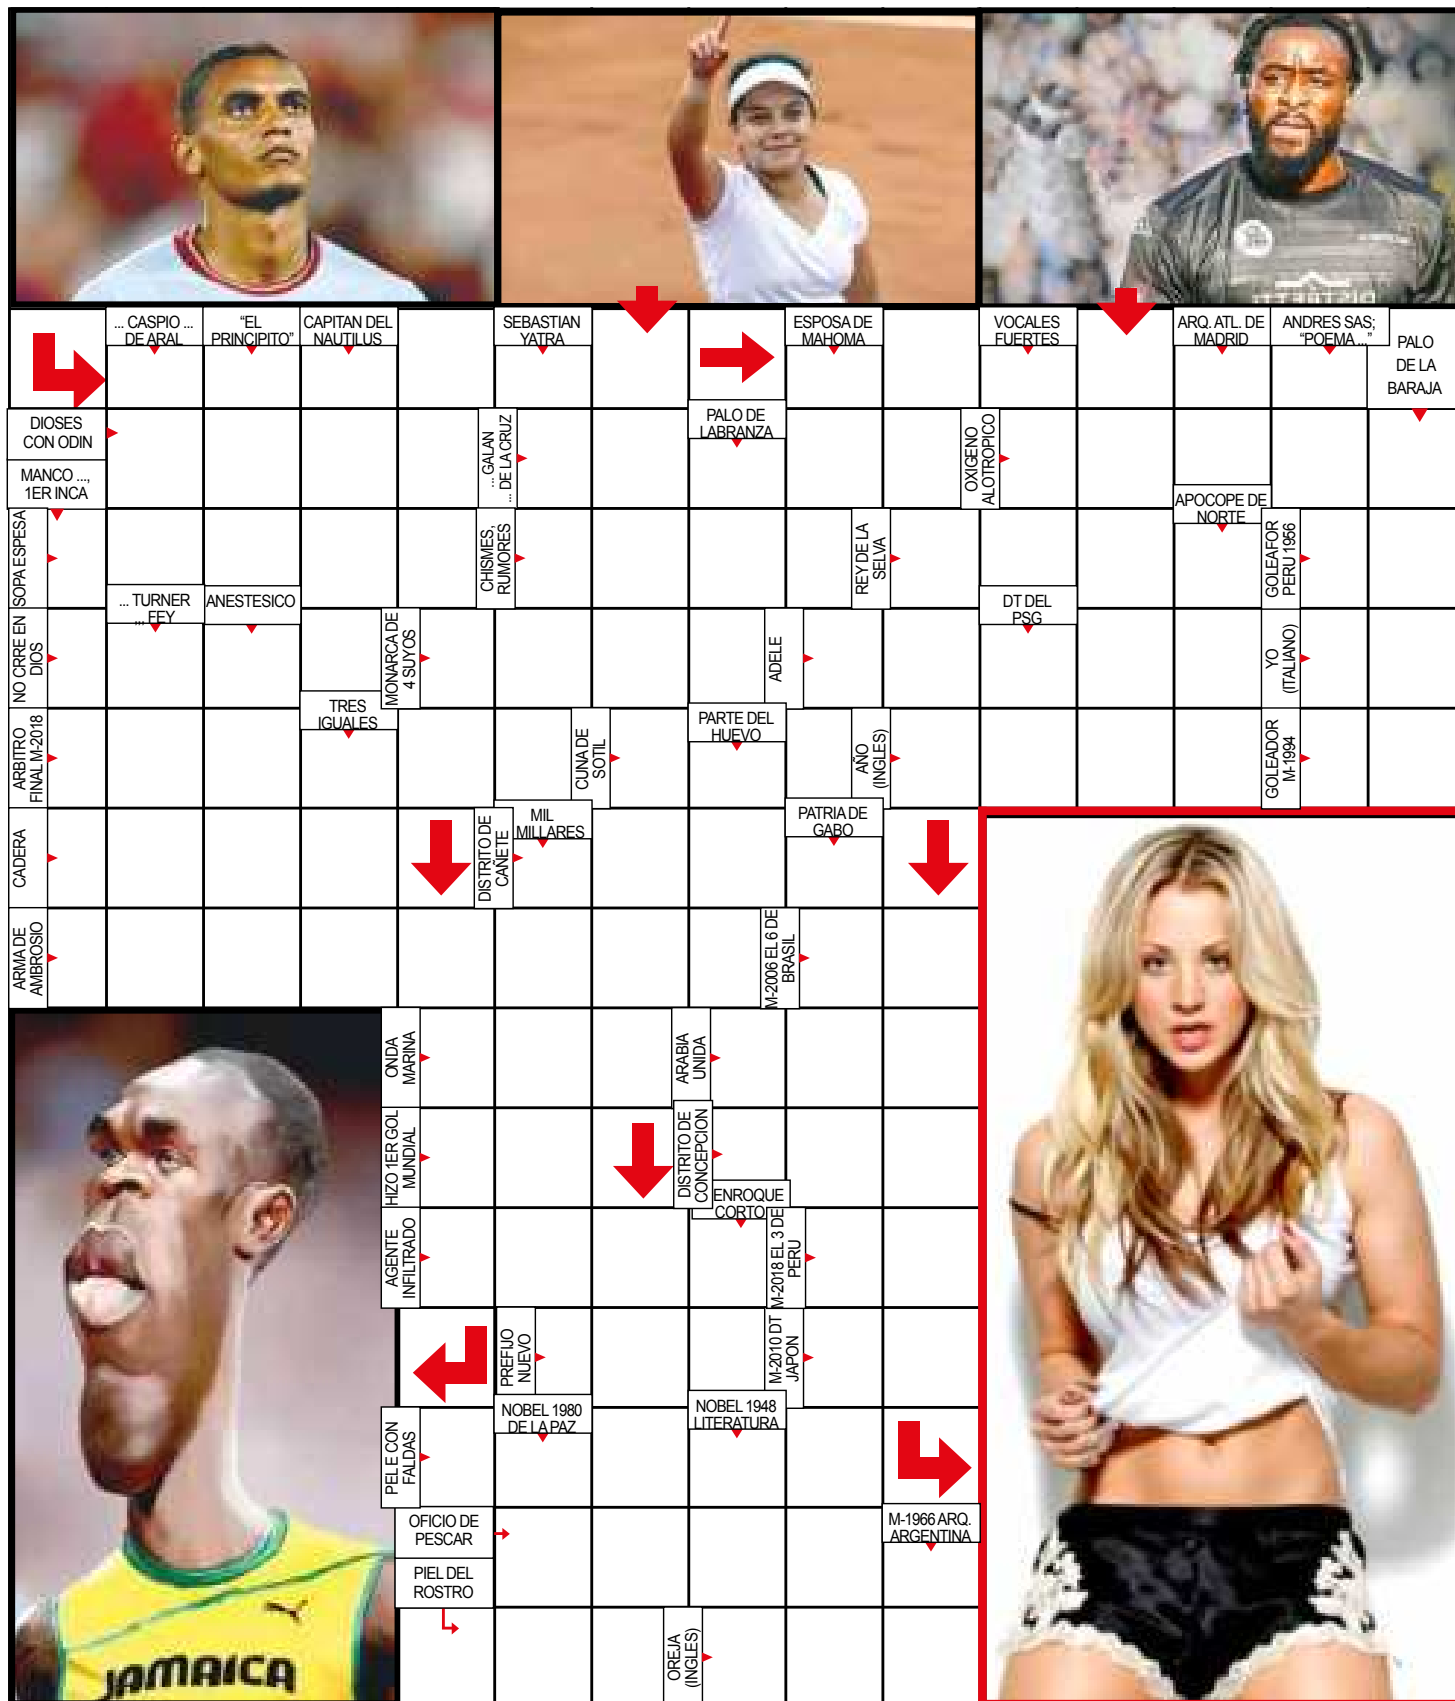 ... CASPIO ...
DE ARAL
“EL
PRINCIPITO”
CAPITAN DEL
NAUTILUS
SEBASTIAN
YATRA
ESPOSA DE
MAHOMA
VOCALES
FUERTES
ARQ. ATL. DE
MADRID
ANDRES SAS;
“POEMA ...”
PALO
DE LA
BARAJA
DIOSES
CON ODIN
MANCO ...,
1ER INCA
... GALAN
... DE LA CRUZ
PALO DE
LABRANZA
OXIGENO
ALOTROPICO
APOCOPE DE
NORTE
SOPA ESPESA
CHISMES,
RUMORES
REY DE LA
SELVA
GOLEAFOR
PERU 1956
... TURNER
... FEY
ANESTESICO
DT DEL
PSG
NO CRRE EN
DIOS
MONARCA DE
4 SUYOS
ADELE
YO
(ITALIANO)
TRES
IGUALES
PARTE DEL
HUEVO
ARBITRO
FINAL M-2018
CUNA DE
SOTIL
AÑO
(INGLES)
GOLEADOR
M-1994
MIL
MILLARES
PATRIA DE
GABO
CADERA
DISTRITO DE
CAÑETE
ARMA DE
AMBROSIO
M-2006 EL 6 DE
BRASIL
ONDA
MARINA
ARABIA
UNIDA
HIZO 1ER GOL
MUNDIAL
DISTRITO DE
CONCEPCION
ENROQUE
CORTO
AGENTE
INFILTRADO
M-2018 EL 3 DE
PERU
PREFIJO
NUEVO
M-2010 DT
JAPON
NOBEL 1980
DE LA PAZ
NOBEL 1948
LITERATURA
PELE CON
FALDAS
OFICIO DE
PESCAR
M-1966 ARQ.
ARGENTINA
PIEL DEL
ROSTRO
OREJA
(INGLES)
JAMAICA